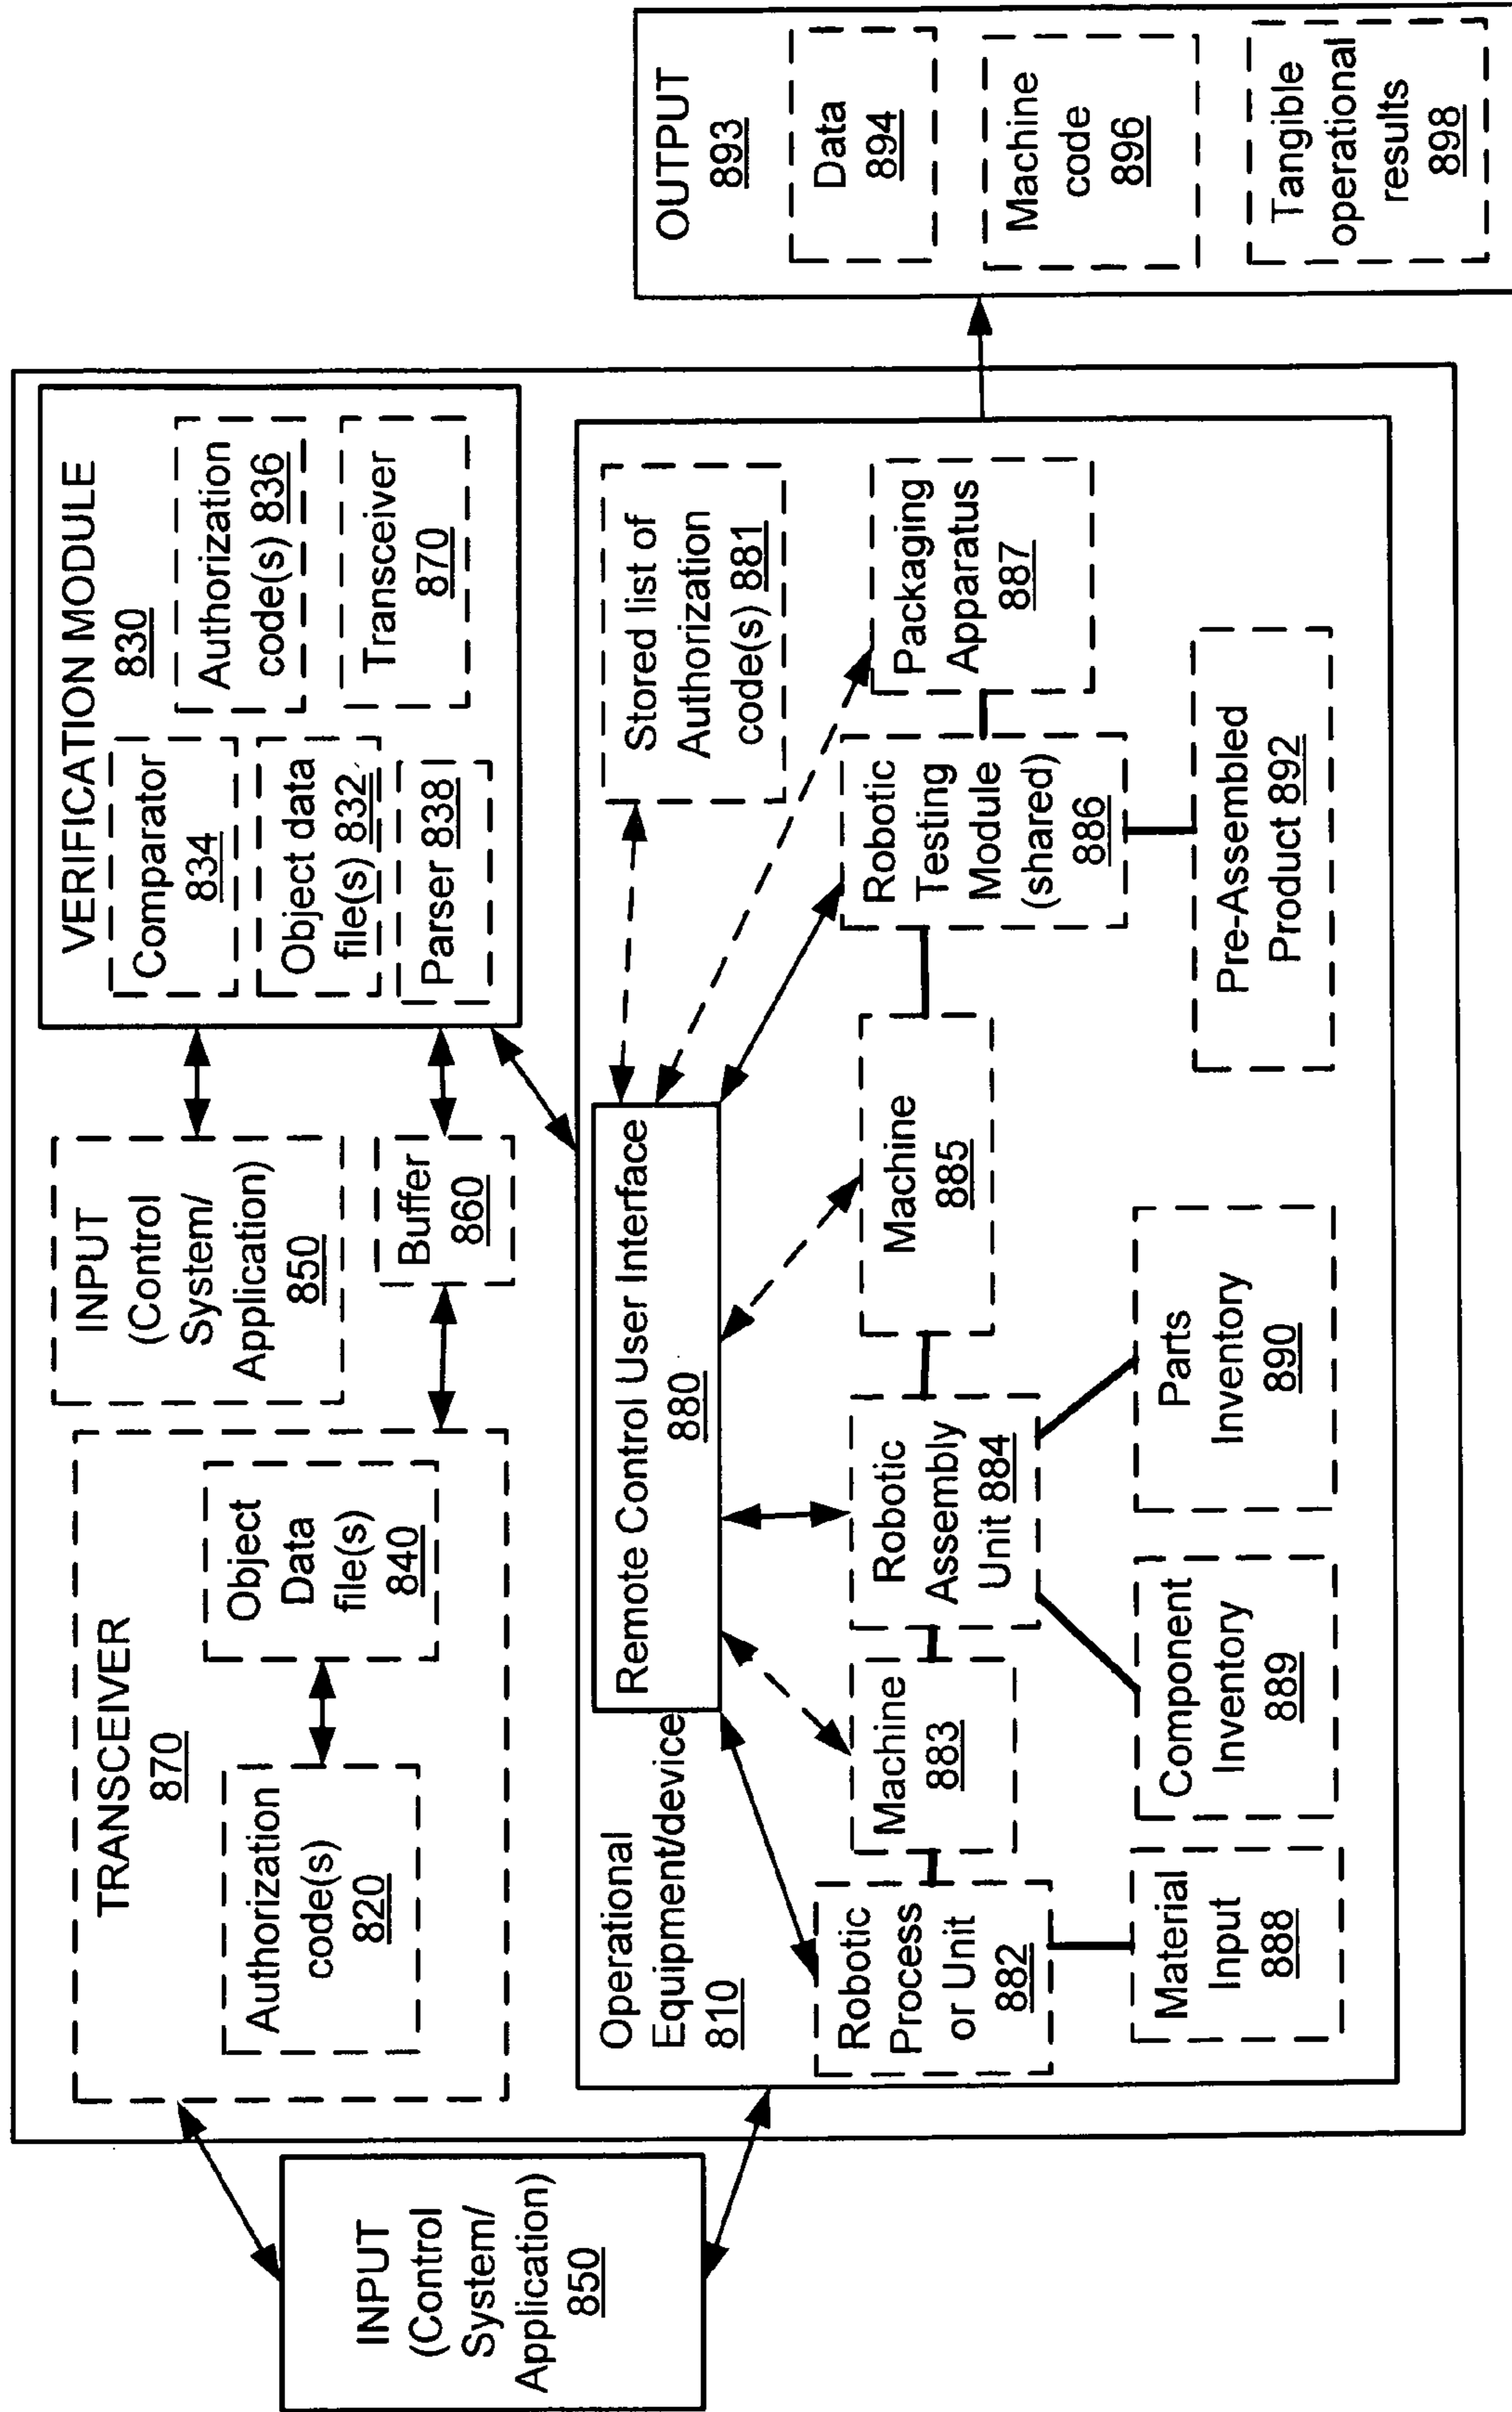 INPUT
(Control
System/
Application)
850
TRANSCEIVER
870
Authorization
code(s)
820
Object
Data
file(s)
840
INPUT
(Control
System/
Application)
850
Buffer
860
VERIFICATION MODULE
830
Comparator
834
Authorization
code(s) 836
Object data
file(s) 832
Parser 838
Transceiver
870
Operational
Equipment/device
810
Remote Control User Interface
880
Stored list of
Authorization
code(s) 881
Robotic
Process
or Unit
882
Machine
883
Robotic
Assembly
Unit 884
Machine
885
Robotic
Testing
Module
(shared)
886
Packaging
Apparatus
887
Material
Input
888
Component
Inventory
889
Parts
Inventory
890
Pre-Assembled
Product 892
OUTPUT
893
Data
894
Machine
code
896
Tangible
operational
results
898